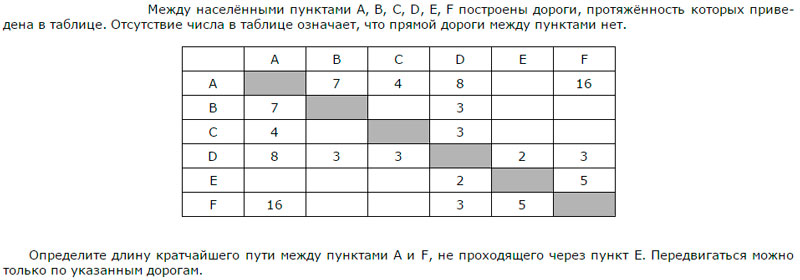 Между населёнными пунктами A, B, C, D, E, F построены дороги, протяжённость которых приве-
дена в таблице. Отсутствие числа в таблице означает, что прямой дороги между пунктами нет.
A B C D E F
A 7 4 8 16
B 7 3
C 4 3
D 8 3 3 2 3
E 2 5
F 16 3 5
Определите длину кратчайшего пути между пунктами A и F, не проходящего через пункт E. Передвигаться можно
только по указанным дорогам.